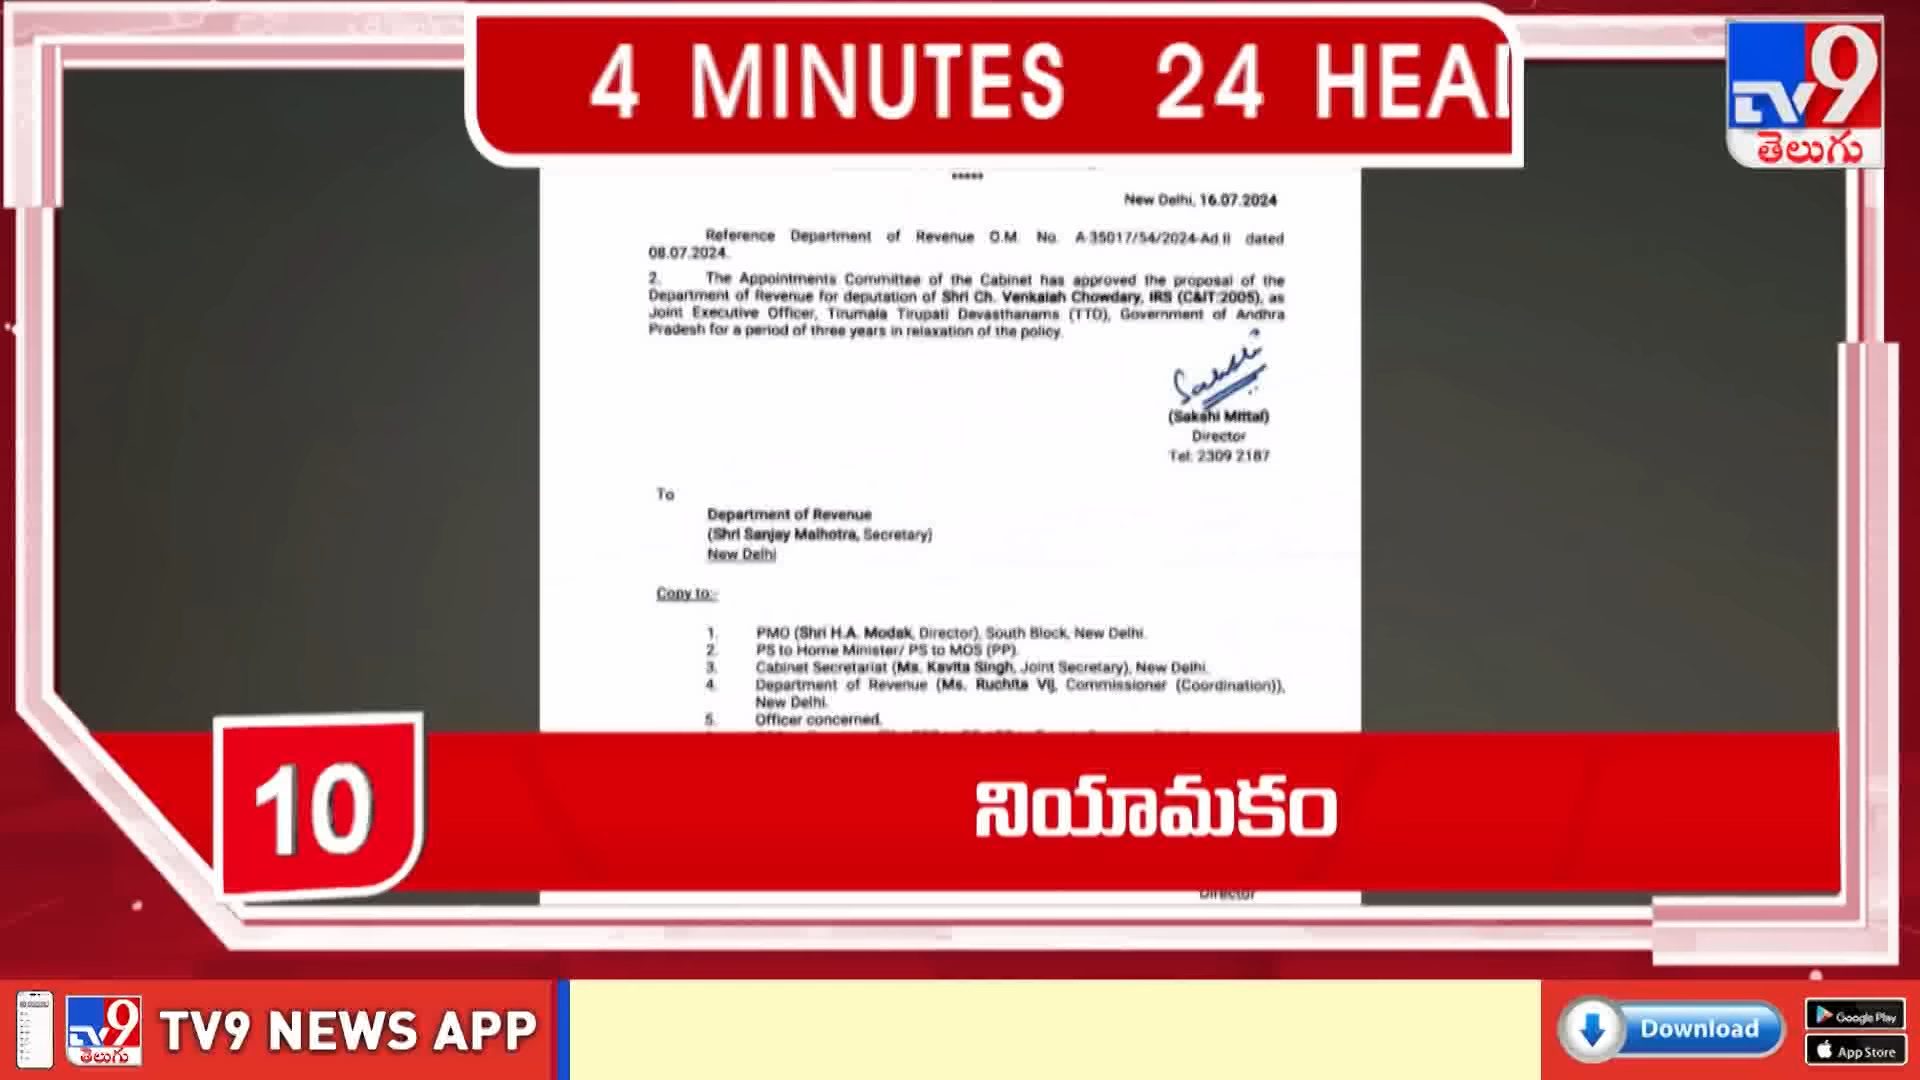 4 MINUTES 24 HEA
TV9
తెలుగు
*****
New Delhi, 16.07.2024
Reference Department of Revenue O.M. No. A-35017/54/2024-Ad.II dated
08.07.2024.
2. The Appointments Committee of the Cabinet has approved the proposal of the
Department of Revenue for deputation of Shri Ch. Venkaiah Chowdary, IRS (C&IT:2005), as
Joint Executive Officer, Tirumala Tirupati Devasthanams (TTD), Government of Andhra
Pradesh for a period of three years in relaxation of the policy.
(Sakshi Mittal)
Director
Tel: 2309 2187
To
Department of Revenue
(Shri Sanjay Malhotra, Secretary)
New Delhi
Copy to:-
1. PMO (Shri H.A. Modak, Director), South Block, New Delhi.
2. PS to Home Minister/ PS to MOS (PP).
3. Cabinet Secretariat (Ms. Kavita Singh, Joint Secretary), New Delhi.
4. Department of Revenue (Ms. Ruchita Vij, Commissioner (Coordination)),
New Delhi.
5. Officer concerned.
10
నియామకం
Director
TV9
తెలుగు
TV9 NEWS APP
Download
Google Play
App Store